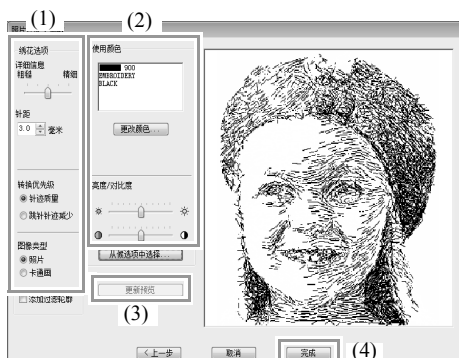 (1)
(2)
绣花选项
详细信息
粗糙 精细
针距
3.0 毫米
转换优先级
针迹质量
跳针针迹减少
图像类型
照片
卡通画
添加过渡轮廓
使用颜色
900
EMBROIDERY
BLACK
更改颜色...
亮度/对比度
从候选项中选择...
更新预览
(3)
<上一步
取消
完成
(4)